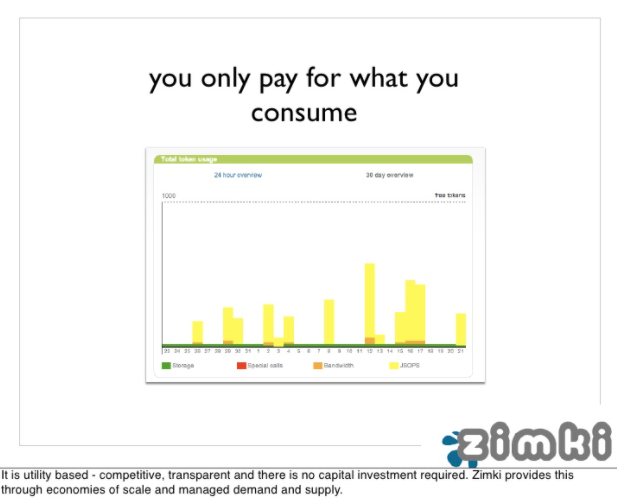 you only pay for what you
consume
Total token usage
24 hour overview 30 day overview
1000 free tokens
23 24 25 26 27 28 29 30 31 1 2 3 4 5 6 7 8 9 10 11 12 13 14 15 16 17 18 19 20 21
Storage Special calls Bandwidth JSOPS
zimki
It is utility based - competitive, transparent and there is no capital investment required. Zimki provides this
through economies of scale and managed demand and supply.